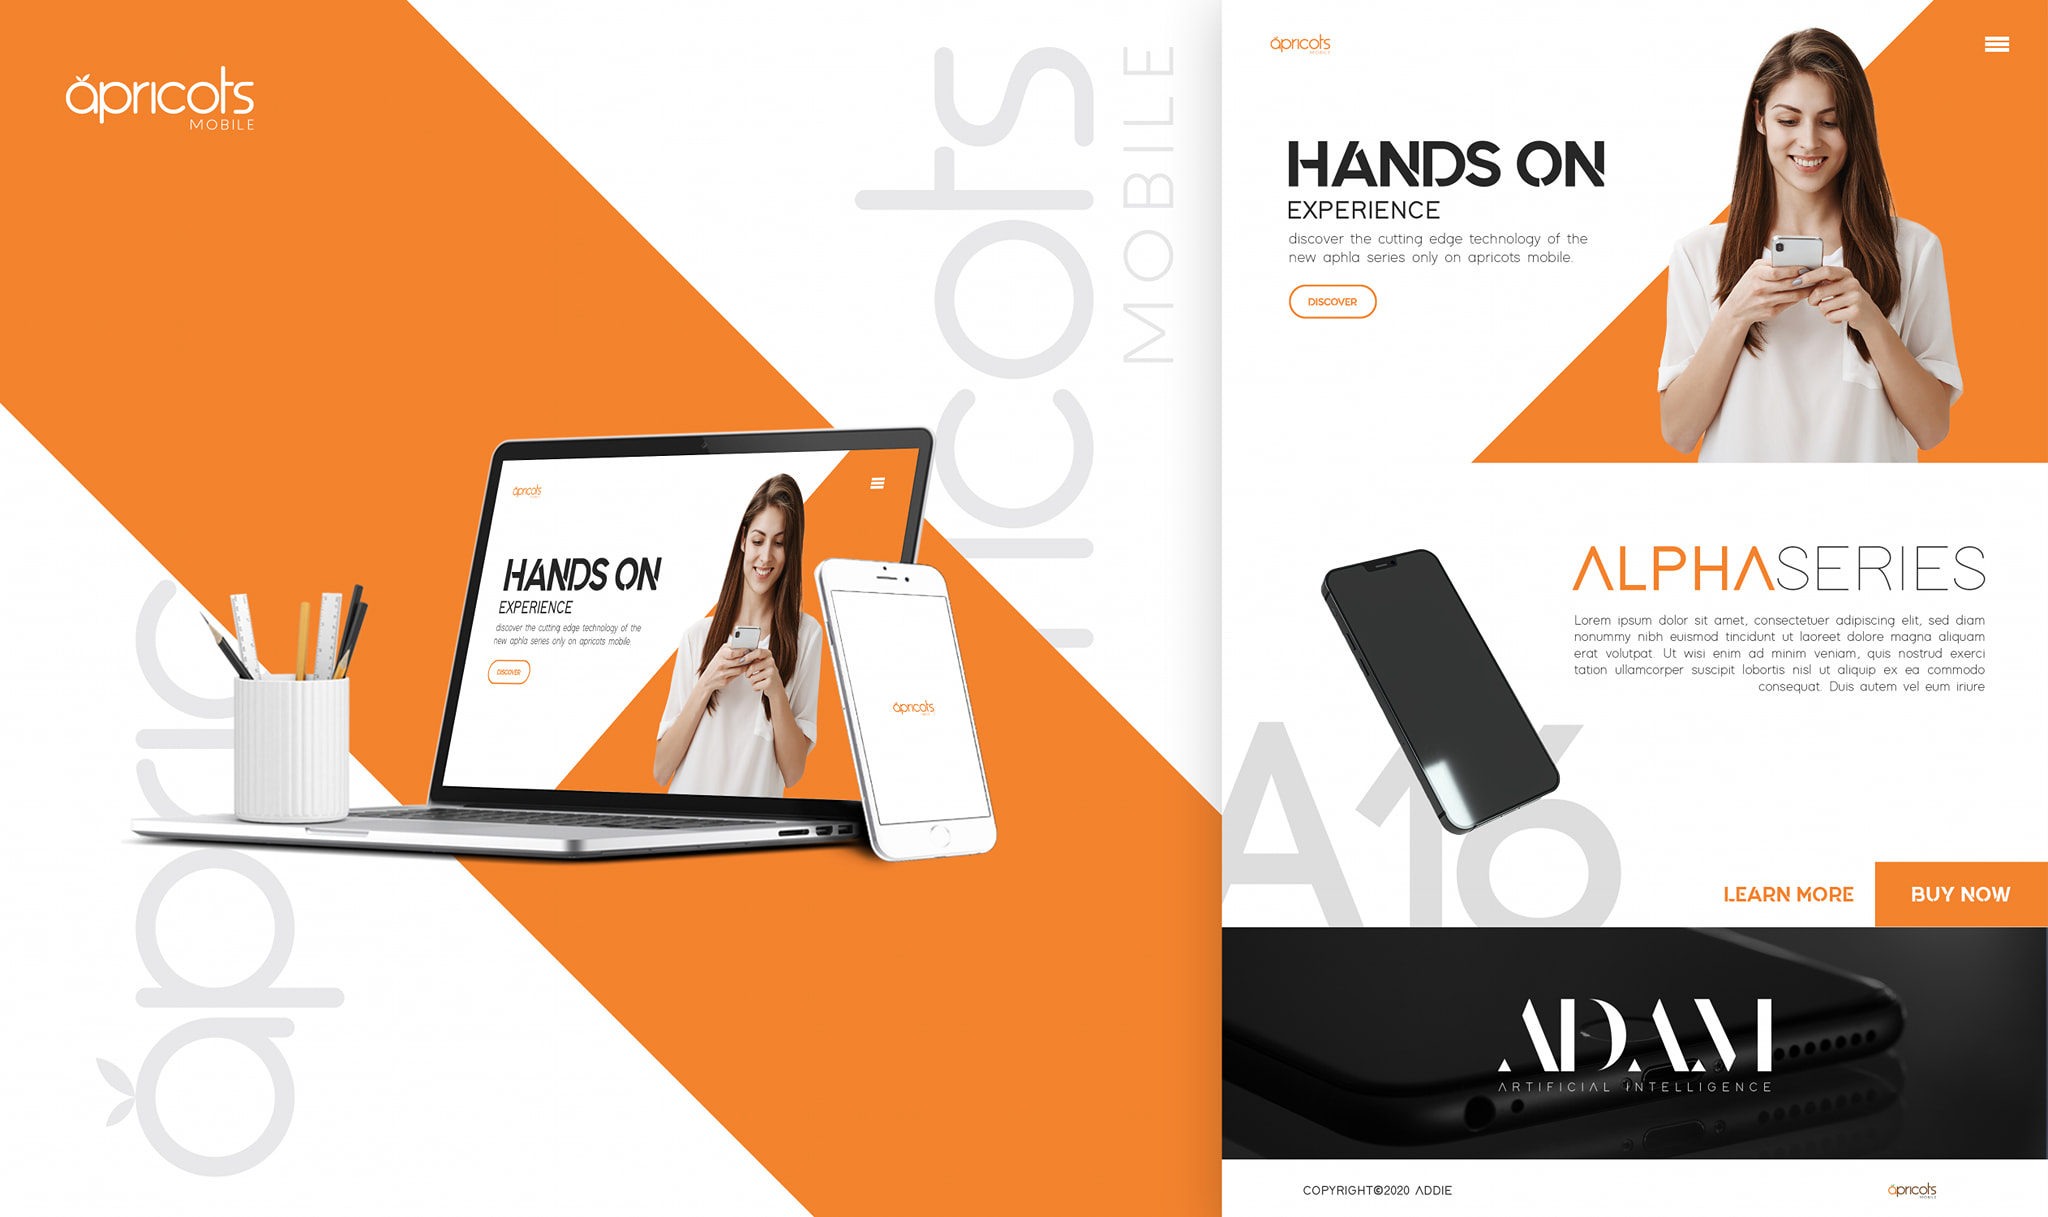 apricots
MOBILE
apricots
MOBILE
apricots
HANDS ON
EXPERIENCE
discover the cutting edge technology of the
new aphla series only on apricots mobile
DISCOVER
apricots
apricots
MOBILE
HANDS ON
EXPERIENCE
discover the cutting edge technology of the
new aphla series only on apricots mobile.
DISCOVER
ALPHASERIES
Lorem ipsum dolor sit amet, consectetuer adipiscing elit, sed diam
nonummy nibh euismod tincidunt ut laoreet dolore magna aliquam
erat volutpat. Ut wisi enim ad minim veniam, quis nostrud exerci
tation ullamcorper suscipit lobortis nisl ut aliquip ex ea commodo
consequat. Duis autem vel eum iriure
A16
LEARN MORE
BUY NOW
ADAM
ARTIFICIAL INTELLIGENCE
COPYRIGHT©2020 ADDIE
apricots
MOBILE